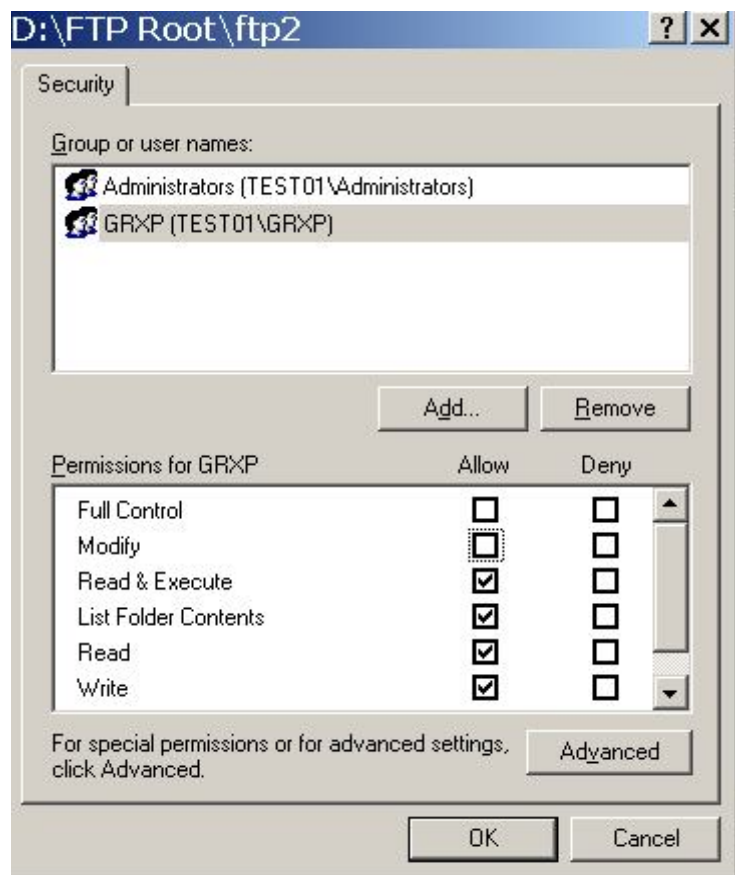 D:\FTP Root\ftp2
Security
Group or user names:
Administrators (TEST01\Administrators)
GRXP (TEST01\GRXP)
Add... Remove
Permissions for GRXP Allow Deny
Full Control
Modify
Read & Execute
List Folder Contents
Read
Write
For special permissions or for advanced settings,
click Advanced.
Advanced
OK Cancel